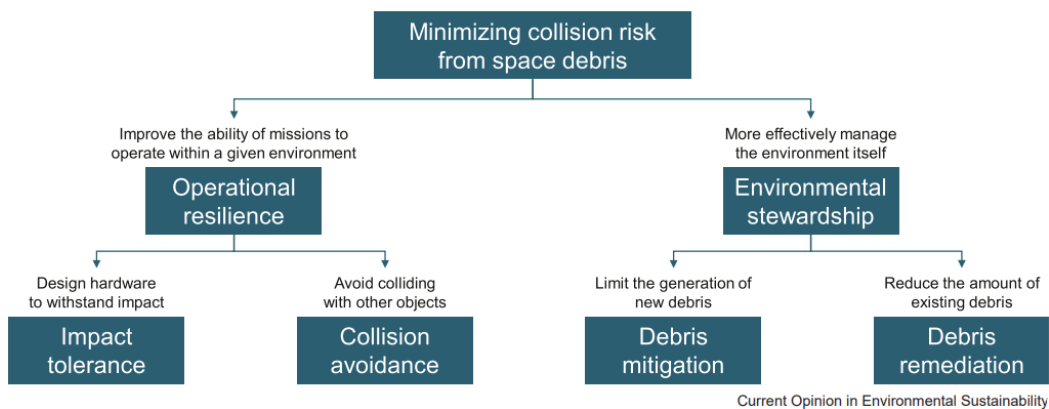 Minimizing collision risk
from space debris
Improve the ability of missions to
operate within a given environment
Operational
resilience
More effectively manage
the environment itself
Environmental
stewardship
Design hardware
to withstand impact
Impact
tolerance
Avoid colliding
with other objects
Collision
avoidance
Limit the generation of
new debris
Debris
mitigation
Reduce the amount of
existing debris
Debris
remediation
Current Opinion in Environmental Sustainability